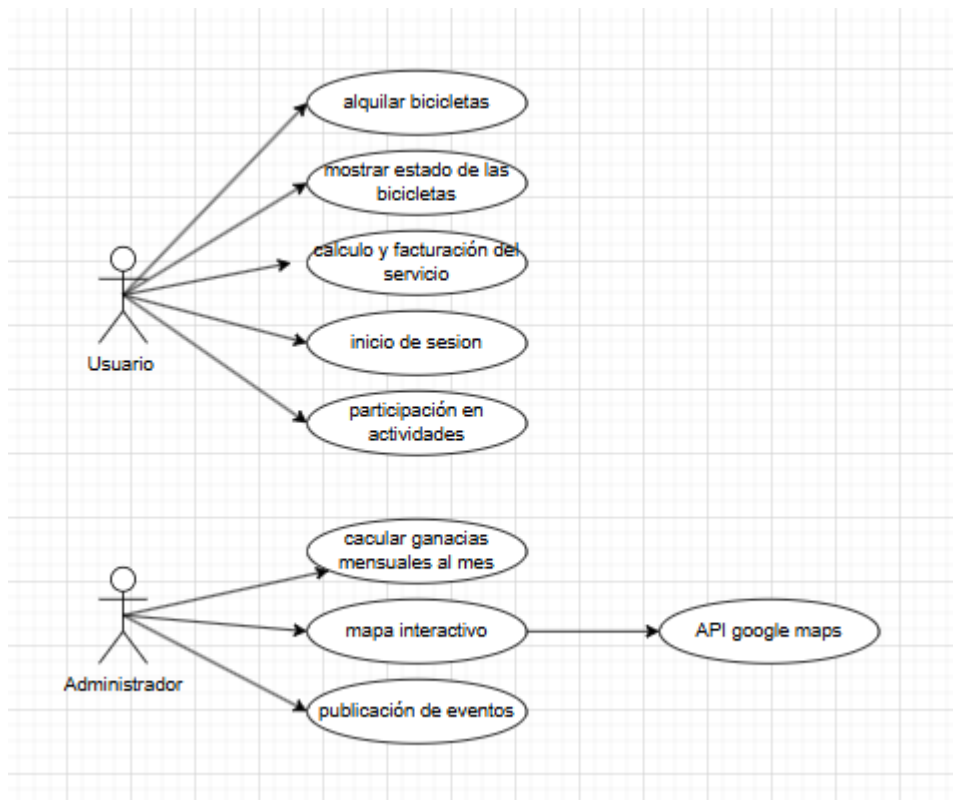 alquilar bicicletas
mostrar estado de las
bicicletas
calculo y facturación del
servicio
inicio de sesion
participación en
actividades
Usuario
cacular ganacias
mensuales al mes
mapa interactivo
API google maps
publicación de eventos
Administrador